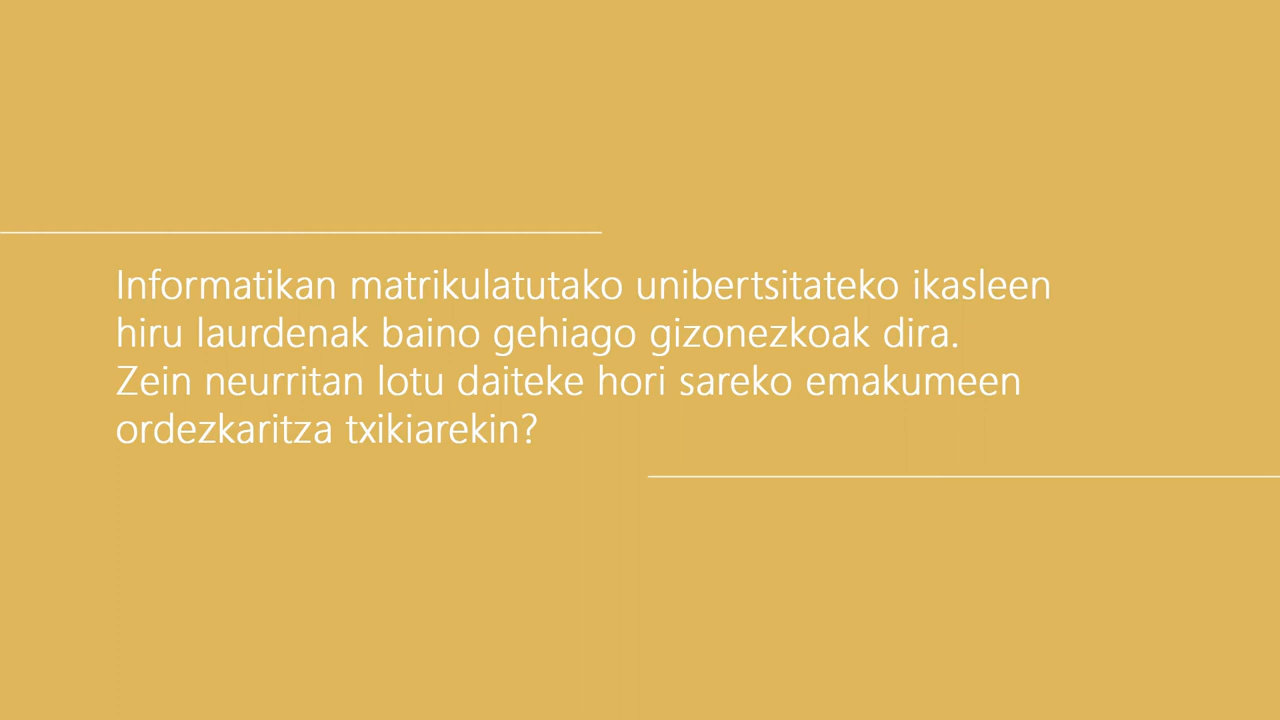 Informatikan matrikulatutako unibertsitateko ikasleen
hiru laurdenak baino gehiago gizonezkoak dira.
Zein neurritan lotu daiteke hori sareko emakumeen
ordezkaritza txikiarekin?